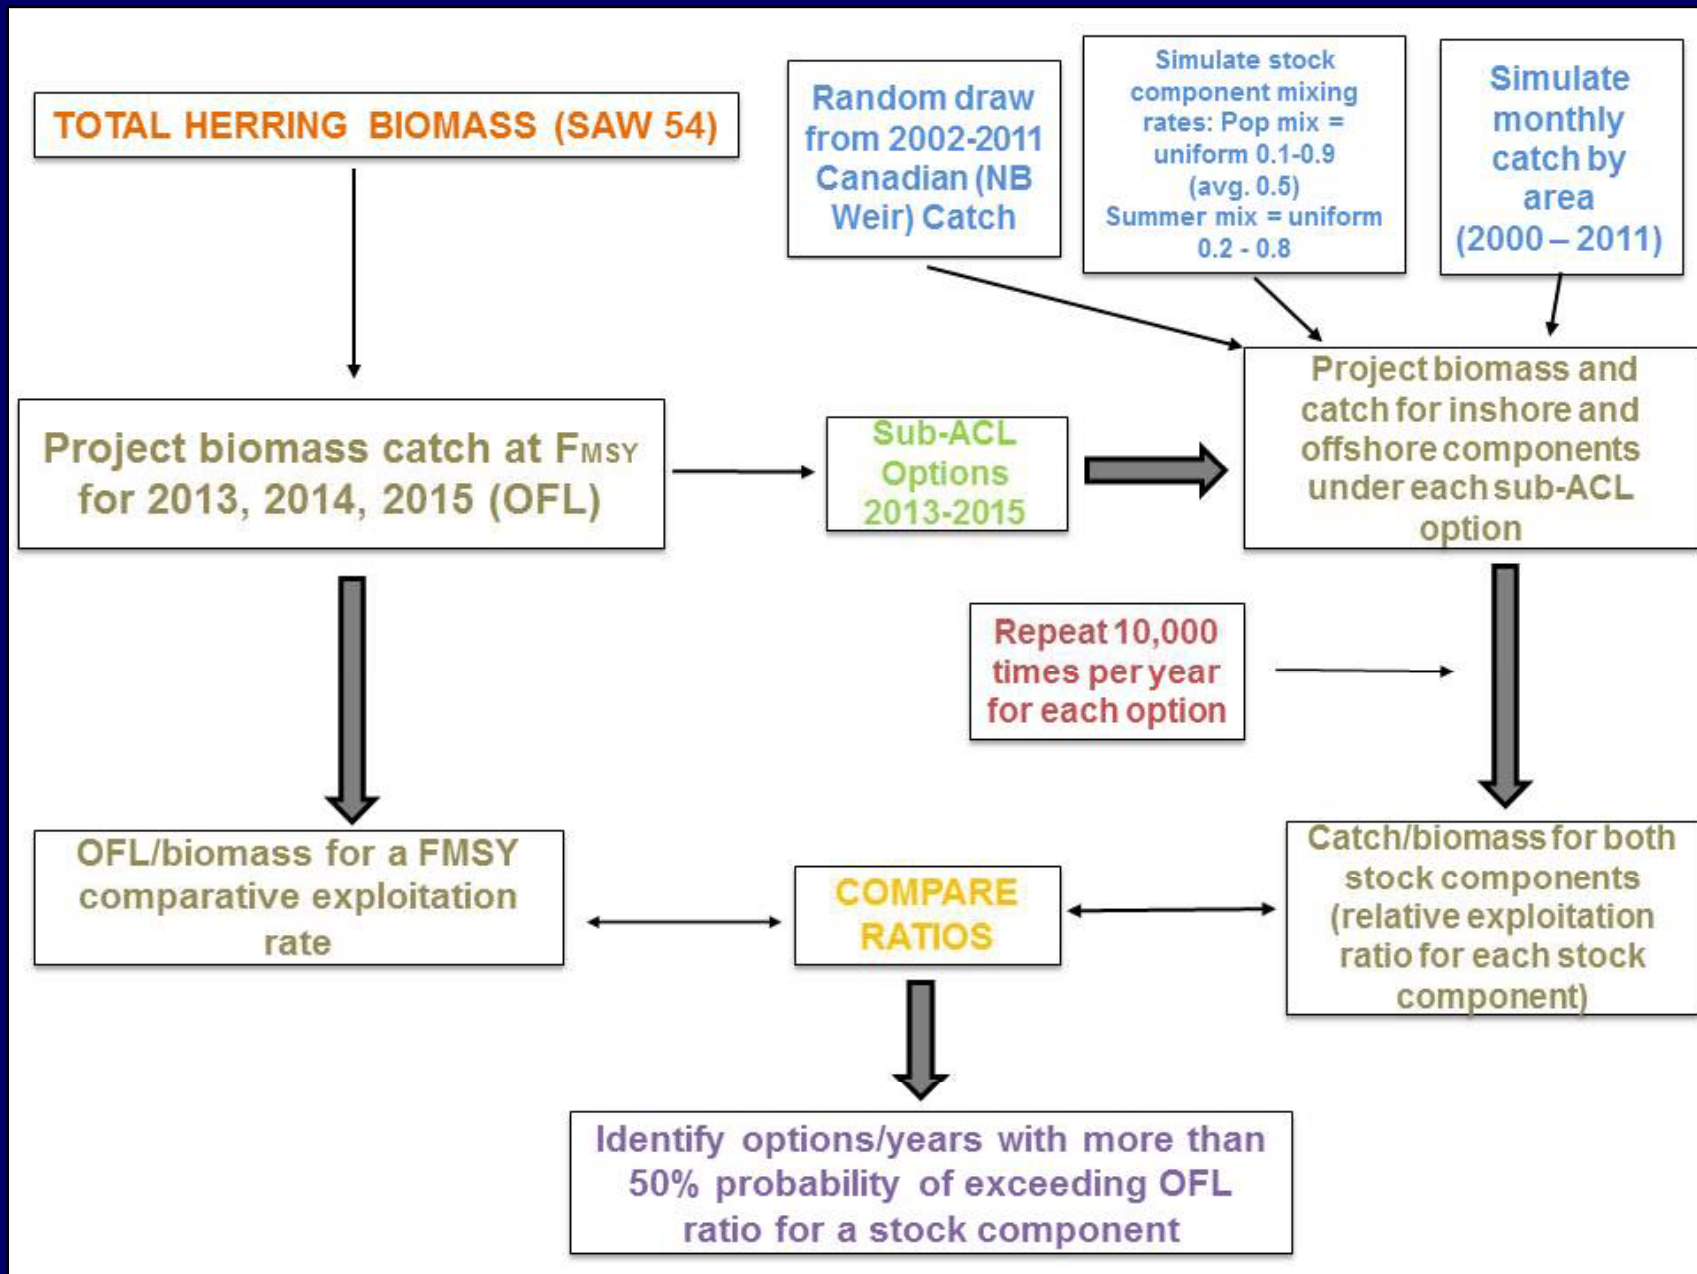 TOTAL HERRING BIOMASS (SAW 54)
Random draw
from 2002-2011
Canadian (NB
Weir) Catch
Simulate stock
component mixing
rates: Pop mix =
uniform 0.1-0.9
(avg. 0.5)
Summer mix = uniform
0.2 - 0.8
Simulate
monthly
catch by
area
(2000 – 2011)
Project biomass catch at FMSY
for 2013, 2014, 2015 (OFL)
Sub-ACL
Options
2013-2015
Project biomass and
catch for inshore and
offshore components
under each sub-ACL
option
Repeat 10,000
times per year
for each option
OFL/biomass for a FMSY
comparative exploitation
rate
COMPARE
RATIOS
Catch/biomass for both
stock components
(relative exploitation
ratio for each stock
component)
Identify options/years with more than
50% probability of exceeding OFL
ratio for a stock component